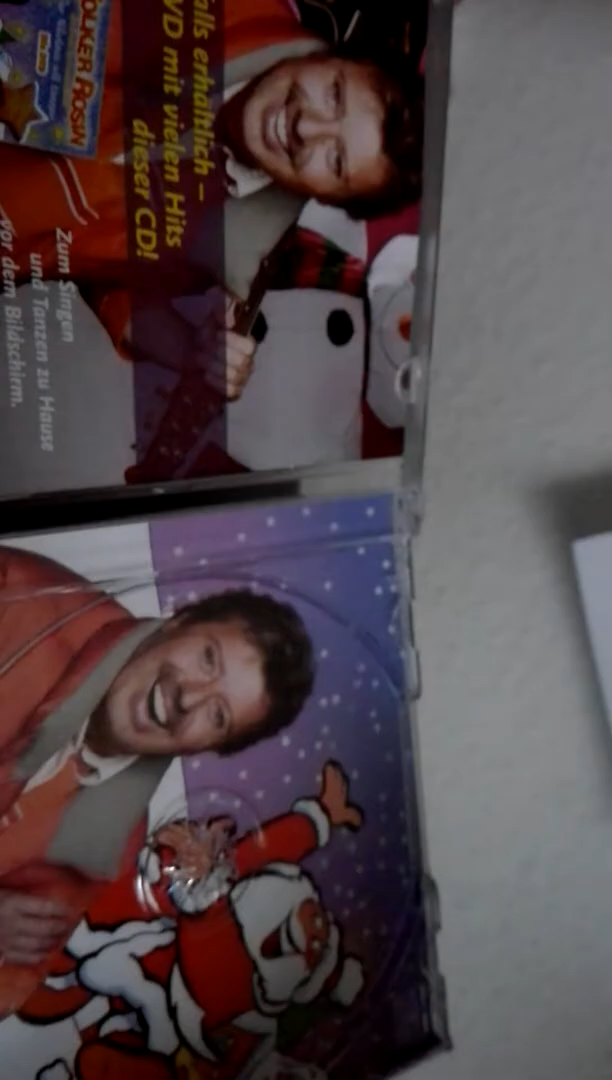 VOLKER ROSIN
alls erhältlich –
VD mit vielen Hits
dieser CD!
Zum Singen
und Tanzen zu Hause
vor dem Bildschirm.